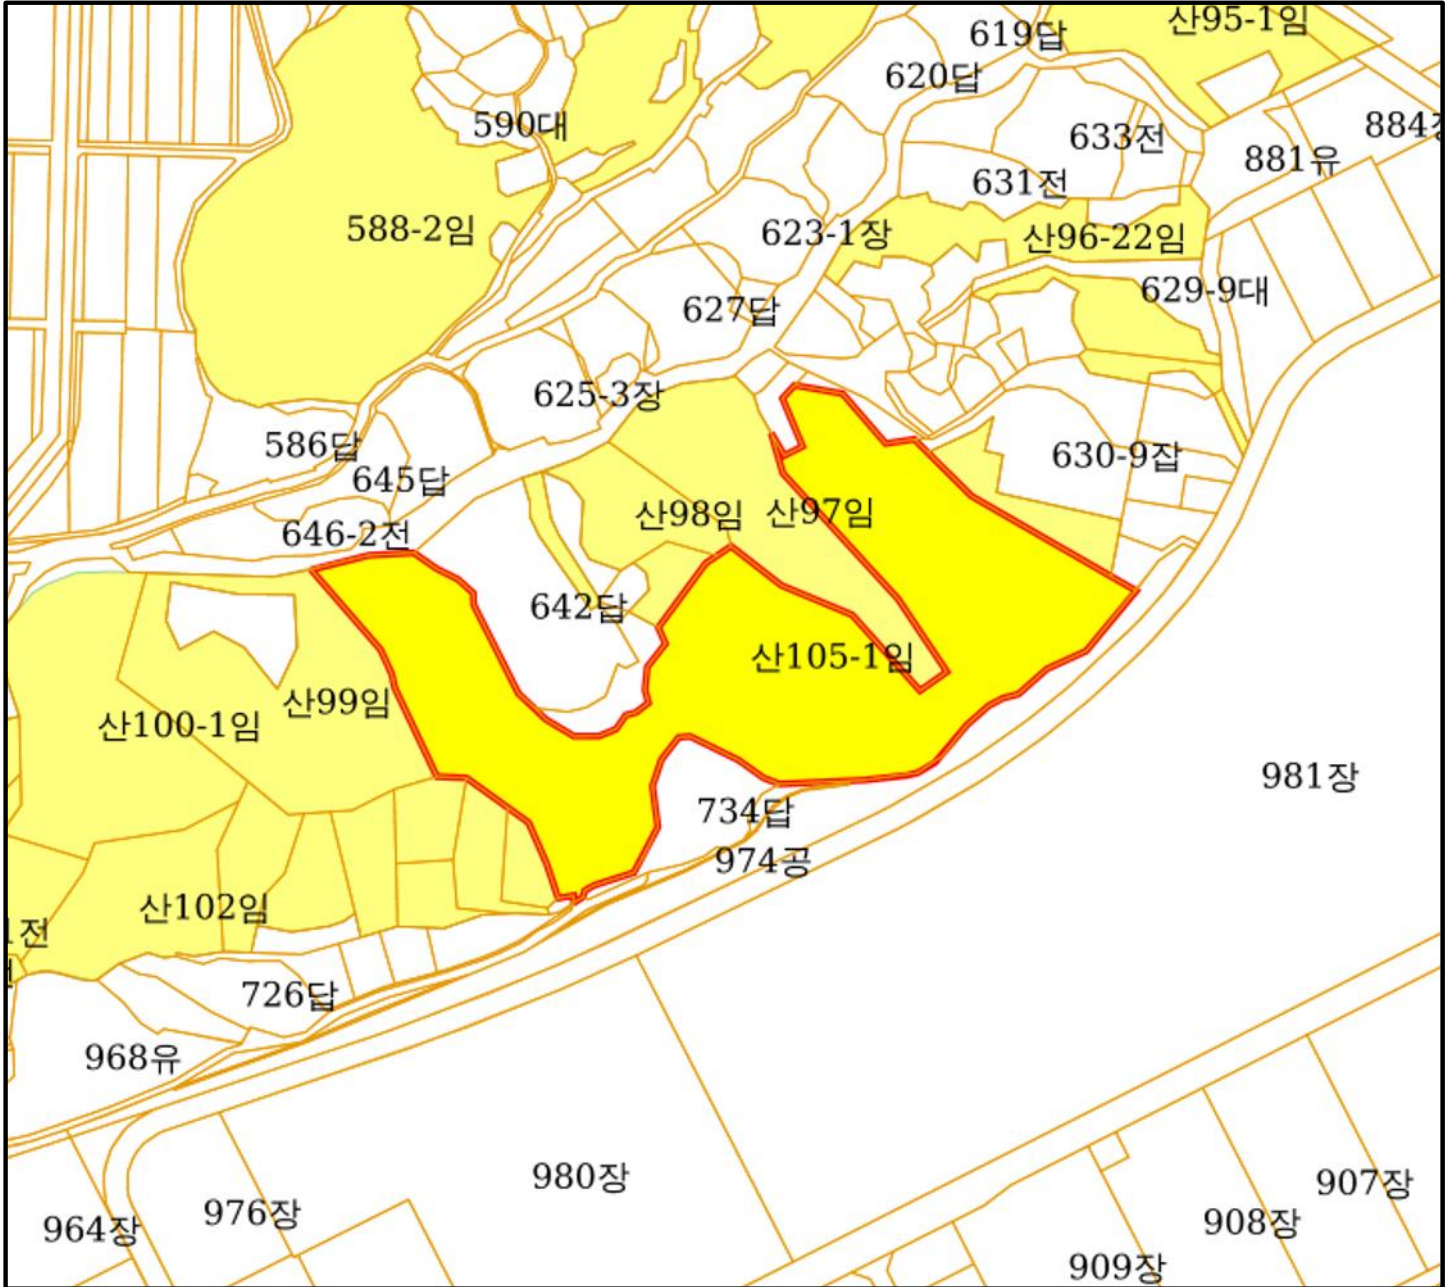 산95-1임
619답
620답
884장
590대
633전
881유
631전
588-2임
623-1장
산96-22임
629-9대
627답
625-3장
586답
630-9잡
645답
산98임
산97임
646-2전
642답
산105-1임
산99임
산100-1임
981장
734답
974공
산102임
1전
726답
968유
980장
907장
976장
908장
964장
909장